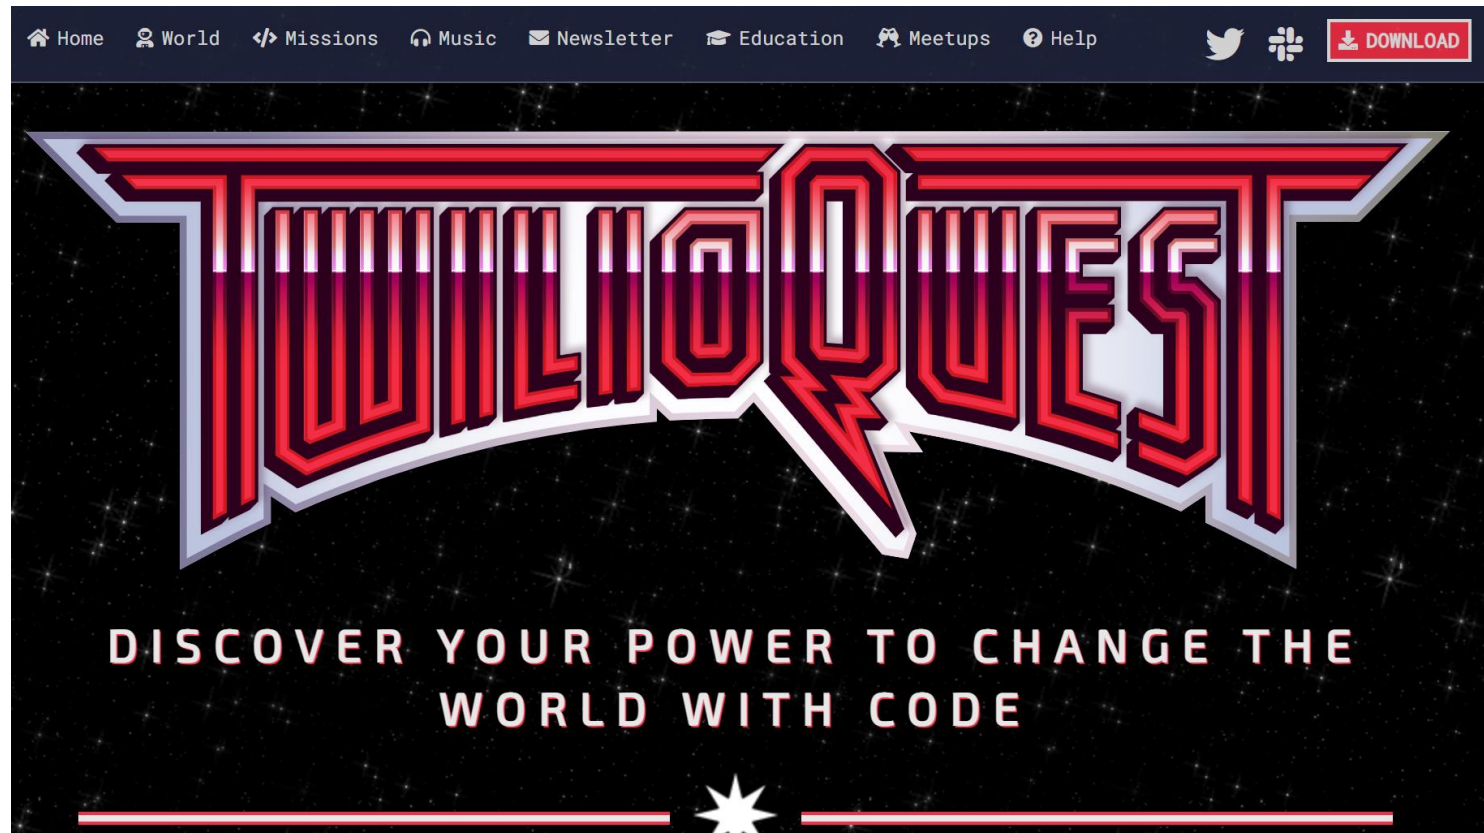 Home World Missions Music Newsletter Education Meetups Help DOWNLOAD
TWILIOQUEST
DISCOVER YOUR POWER TO CHANGE THE
WORLD WITH CODE